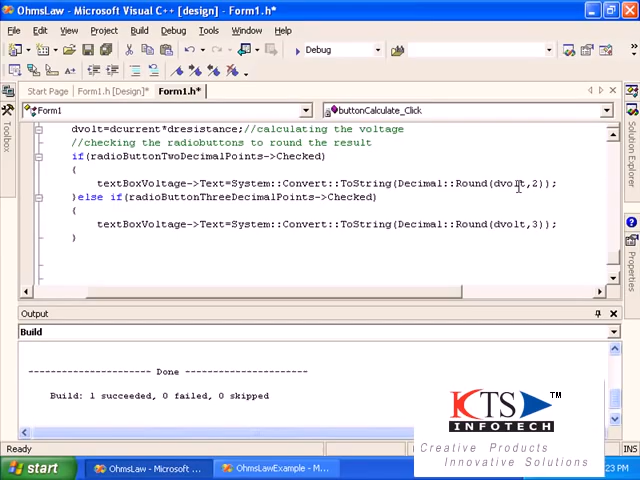 OhmsLaw - Microsoft Visual C++ [design] - Form1.h*
File Edit View Project Build Debug Tools Window Help
Debug
Start Page Form1.h [Design]* Form1.h*
Form1 buttonCalculate_Click
dvolt=dcurrent*dresistance;//calculating the voltage
//checking the radiobuttons to round the result
if(radioButtonTwoDecimalPoints->Checked)
{
textBoxVoltage->Text=System::Convert::ToString(Decimal::Round(dvolt,2));
}else if(radioButtonThreeDecimalPoints->Checked)
{
textBoxVoltage->Text=System::Convert::ToString(Decimal::Round(dvolt,3));
}
Toolbox
Solution Explorer
Properties
Output
Build
---------------------- Done ----------------------
Build: 1 succeeded, 0 failed, 0 skipped
KTS TM
INFOTECH
Creative Products
Innovative Solutions
Ready INS
start OhmsLaw - Microsoft ... OhmsLawExample - M... :23 PM